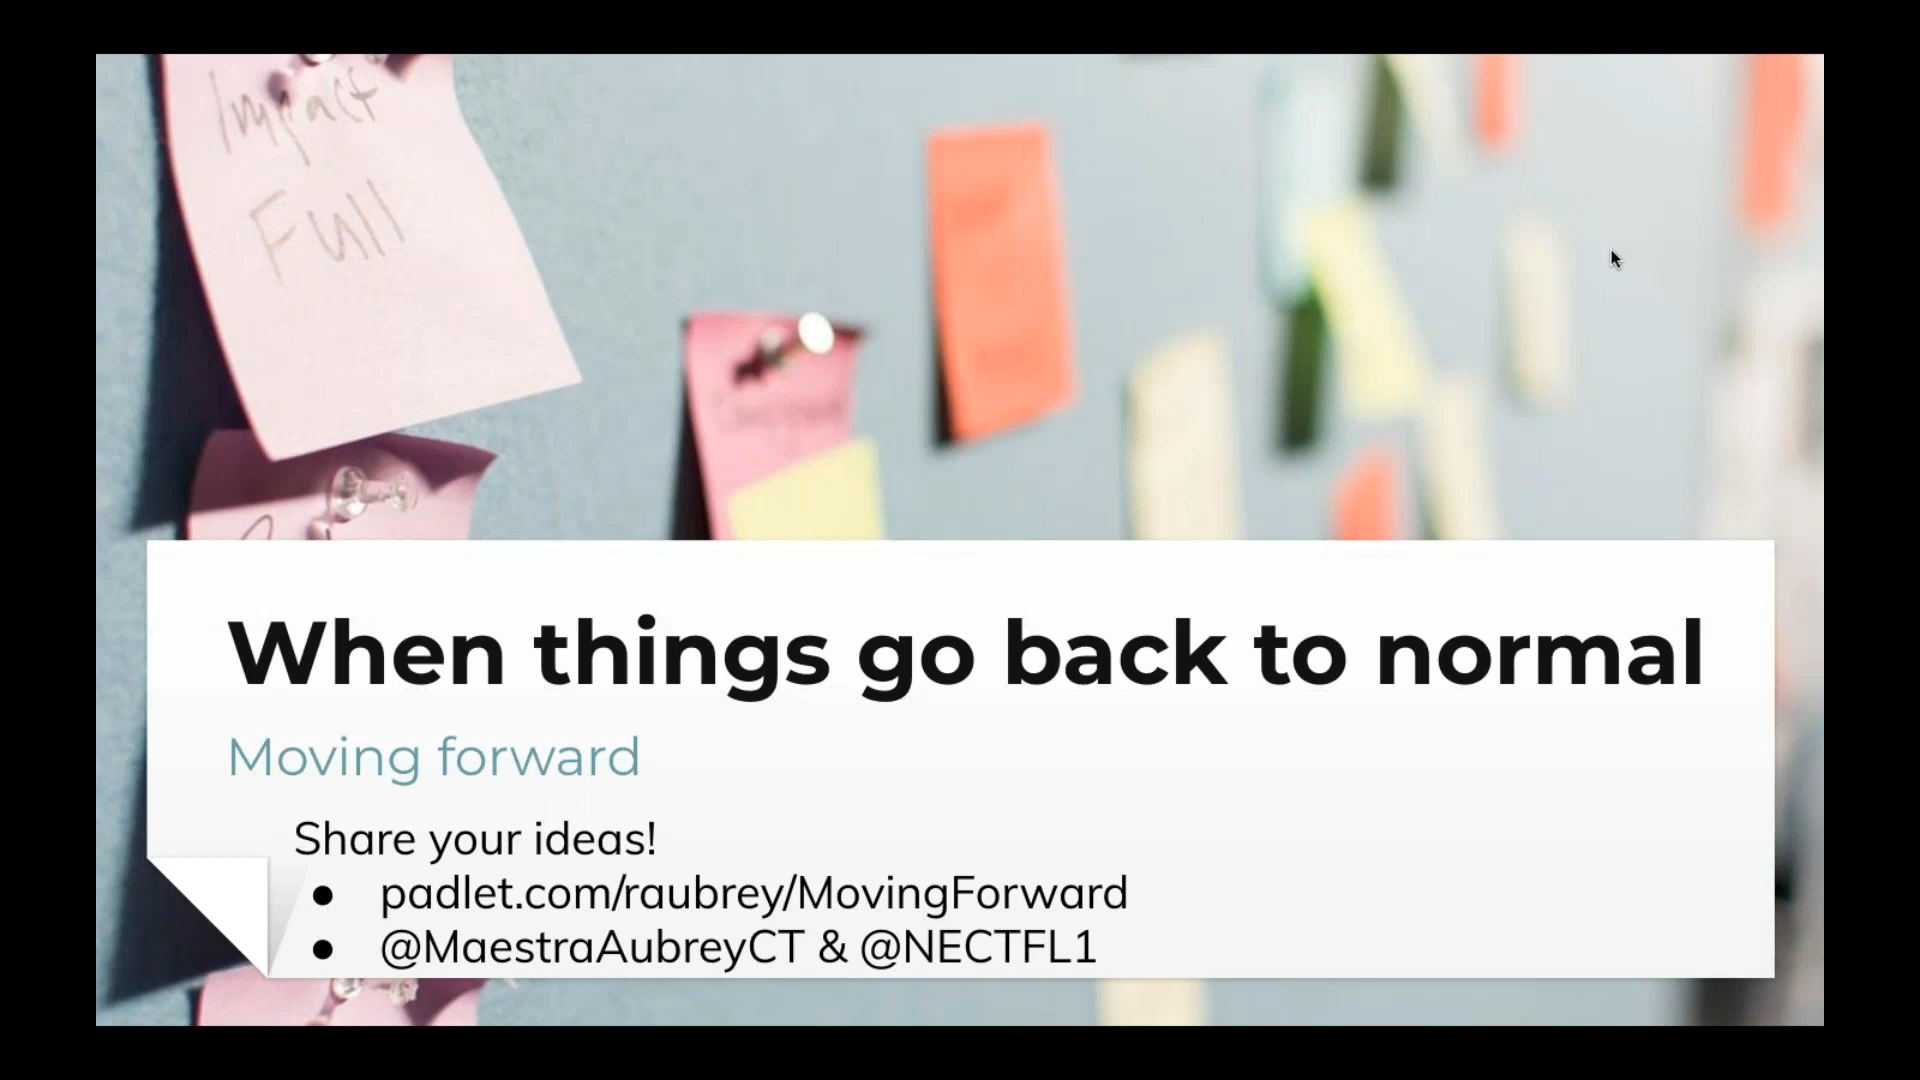 Impact
Full
When things go back to normal
Moving forward
Share your ideas!
● padlet.com/raubrey/MovingForward
● @MaestraAubreyCT & @NECTFL1